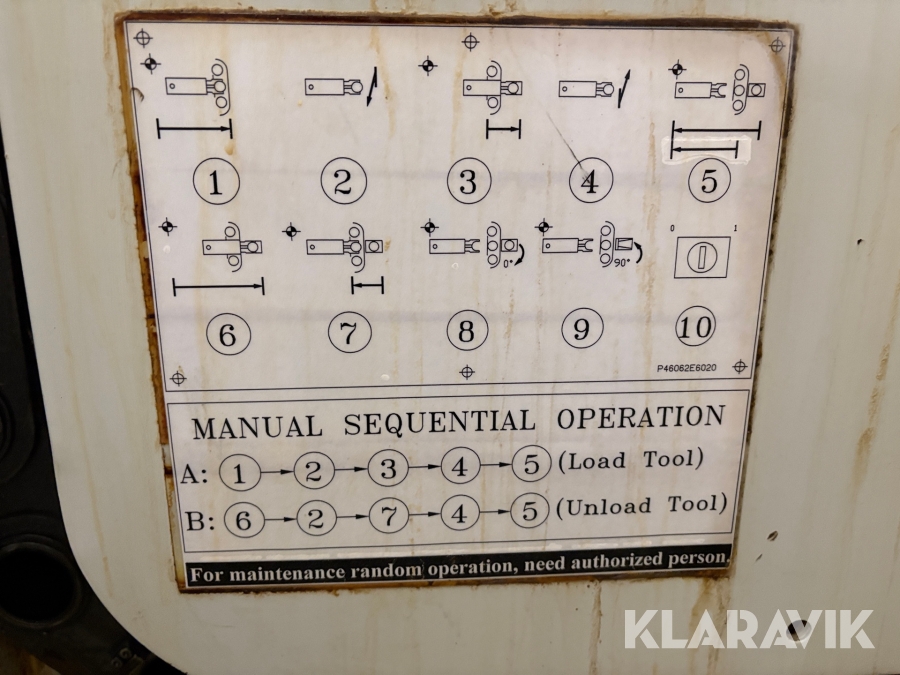 1 2 3 4 5
0 1
0° 90°
6 7 8 9 10
P46062E6020
MANUAL SEQUENTIAL OPERATION
A: 1 → 2 → 3 → 4 → 5 (Load Tool)
B: 6 → 2 → 7 → 4 → 5 (Unload Tool)
For maintenance random operation, need authorized person.
KLARAVIK